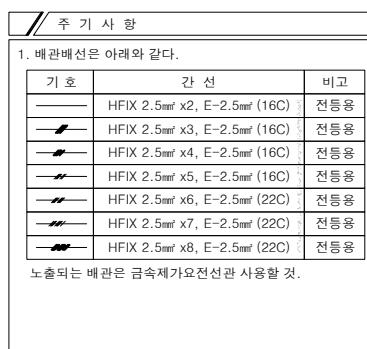 주 기 사 항
1. 배관배선은 아래와 같다.
기 호 간 선 비고
HFIX 2.5㎟ x2, E-2.5㎟ (16C) 전등용
HFIX 2.5㎟ x3, E-2.5㎟ (16C) 전등용
HFIX 2.5㎟ x4, E-2.5㎟ (16C) 전등용
HFIX 2.5㎟ x5, E-2.5㎟ (16C) 전등용
HFIX 2.5㎟ x6, E-2.5㎟ (22C) 전등용
HFIX 2.5㎟ x7, E-2.5㎟ (22C) 전등용
HFIX 2.5㎟ x8, E-2.5㎟ (22C) 전등용
노출되는 배관은 금속제가요전선관 사용할 것.